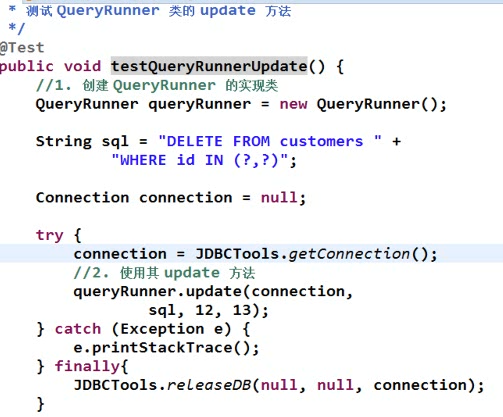 * 测试 QueryRunner 类的 update 方法
*/
@Test
public void testQueryRunnerUpdate() {
//1. 创建 QueryRunner 的实现类
QueryRunner queryRunner = new QueryRunner();
String sql = "DELETE FROM customers " +
"WHERE id IN (?,?)";
Connection connection = null;
try {
connection = JDBCTools.getConnection();
//2. 使用其 update 方法
queryRunner.update(connection,
sql, 12, 13);
} catch (Exception e) {
e.printStackTrace();
} finally{
JDBCTools.releaseDB(null, null, connection);
}